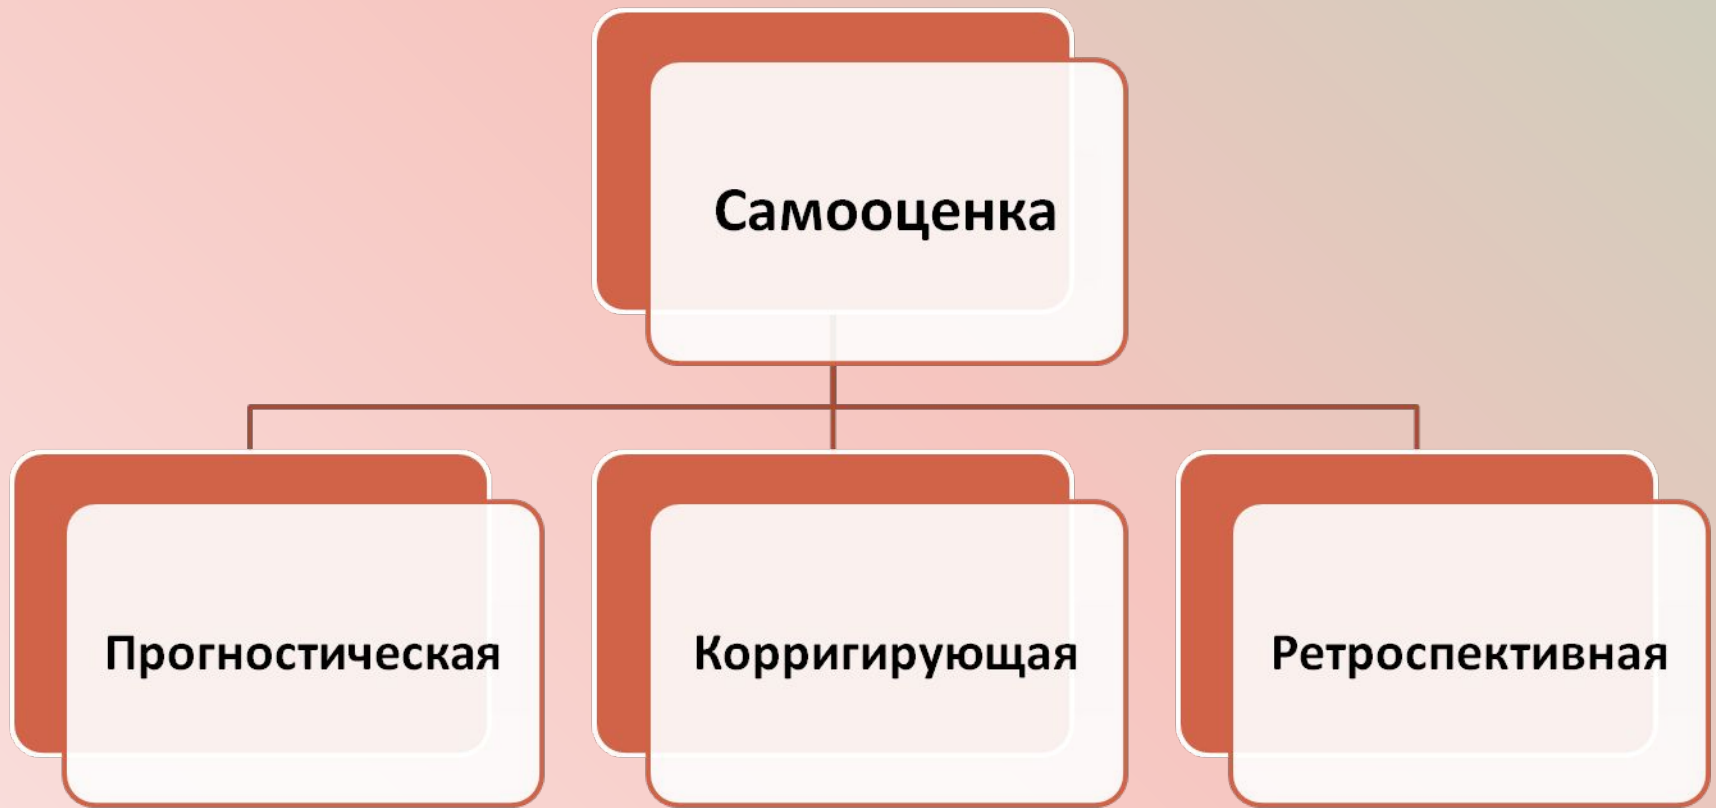 Самооценка
Прогностическая
Корригирующая
Ретроспективная